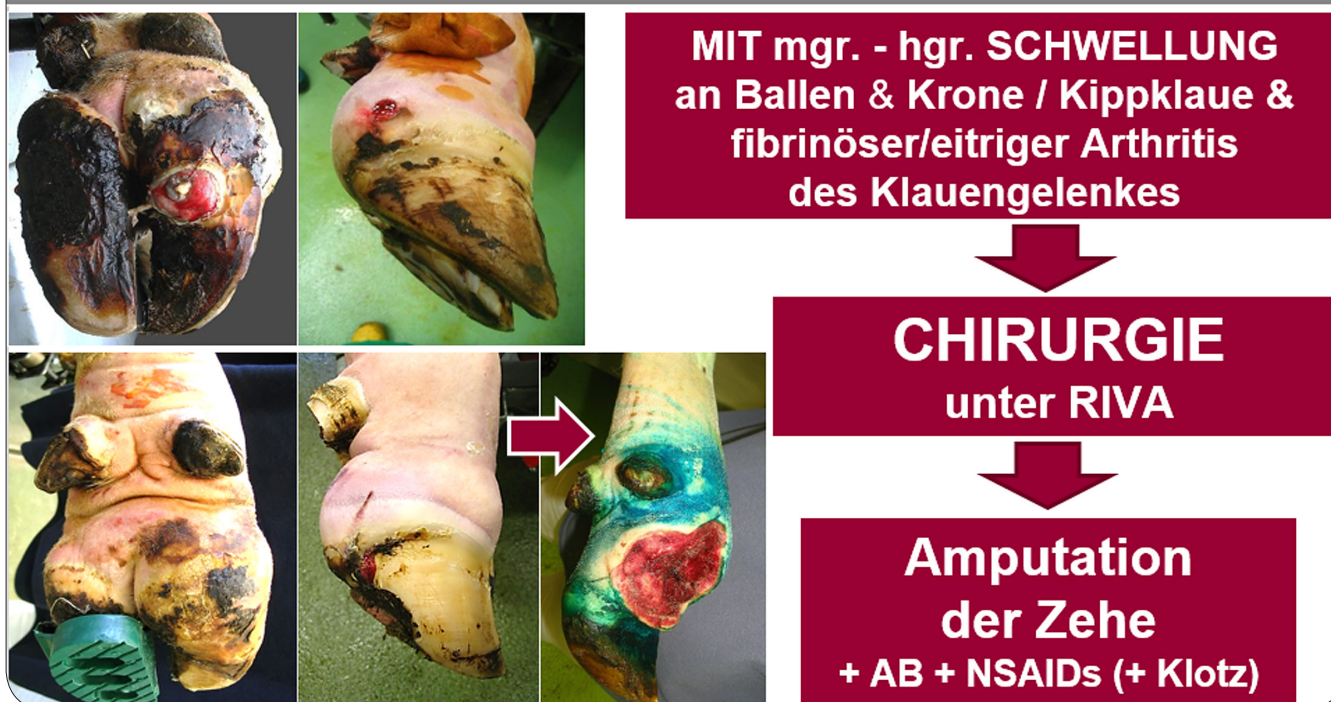 MIT mgr. - hgr. SCHWELLUNG
an Ballen & Krone / Kippklaue &
fibrinöser/eitriger Arthritis
des Klauengelenkes
CHIRURGIE
unter RIVA
Amputation
der Zehe
+ AB + NSAIDs (+ Klotz)